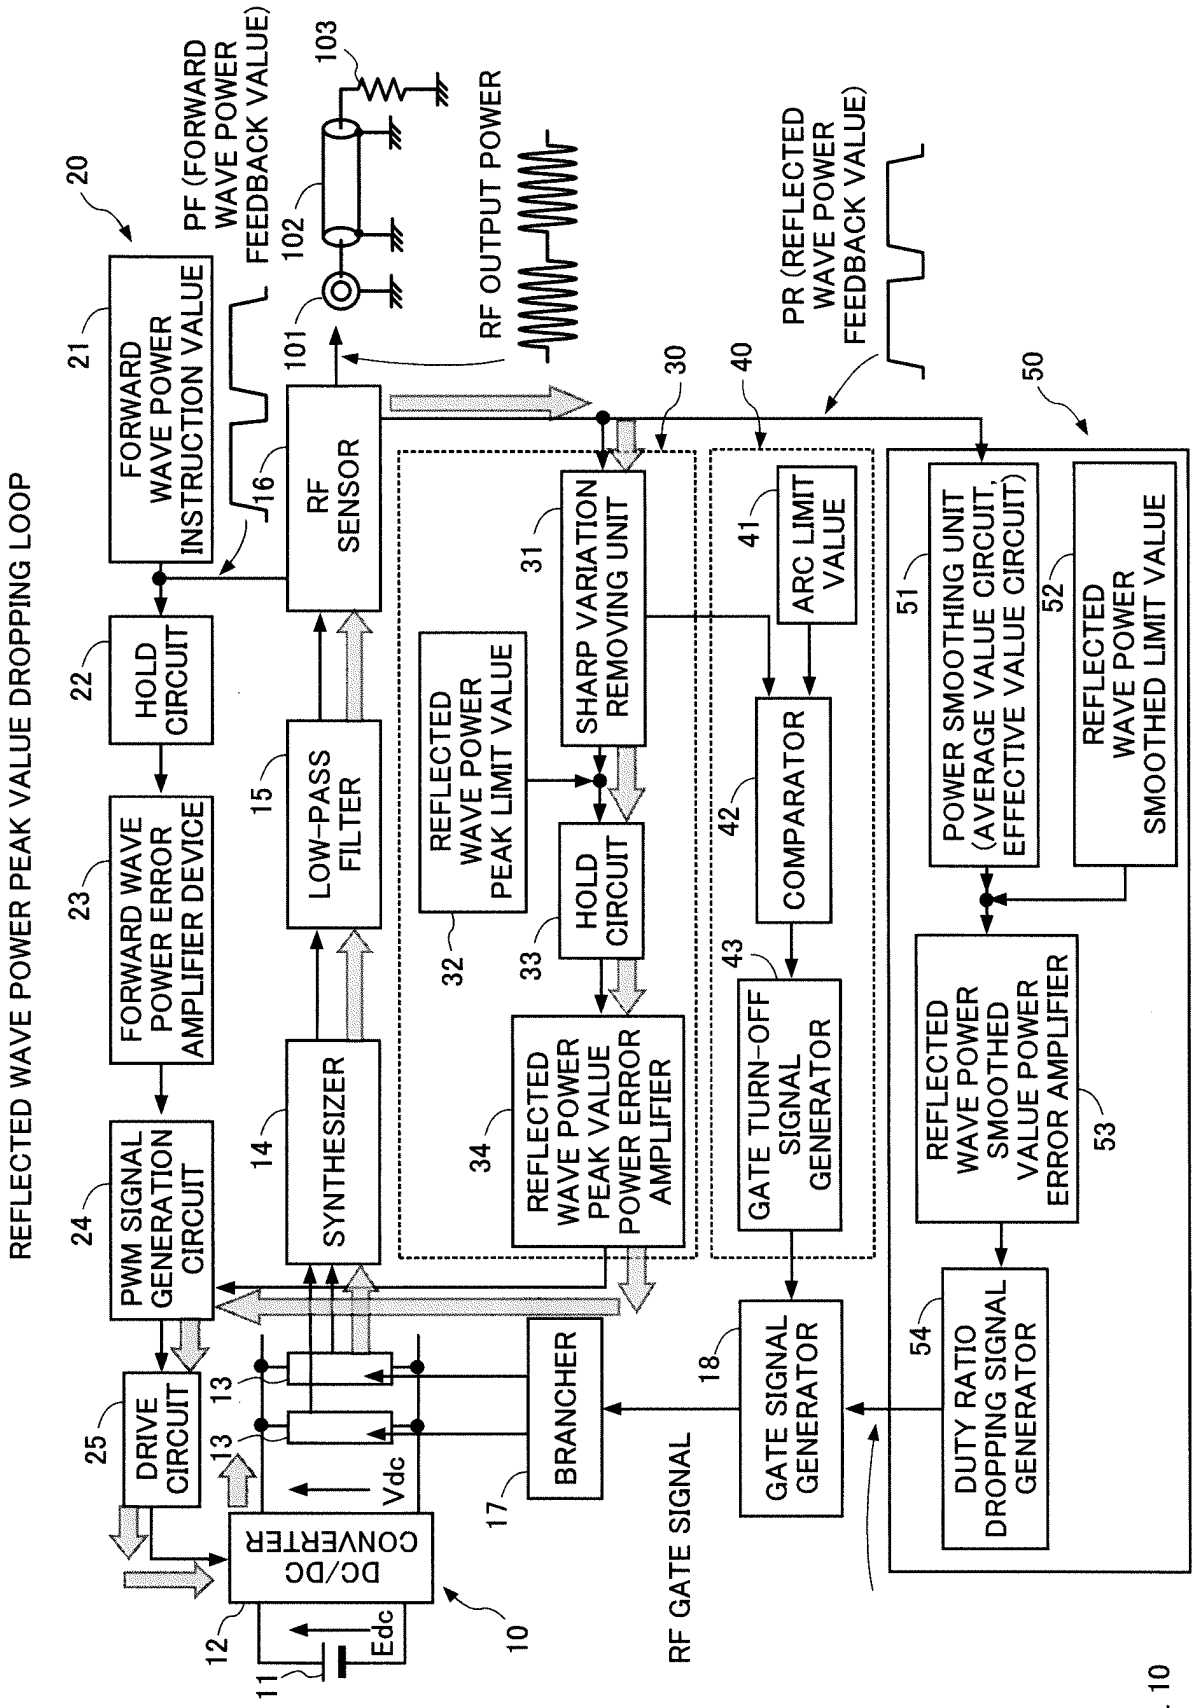 REFLECTED WAVE POWER PEAK VALUE DROPPING LOOP
20
21
FORWARD
WAVE POWER
INSTRUCTION VALUE
PF (FORWARD
WAVE POWER
FEEDBACK VALUE)
22
HOLD
CIRCUIT
23
FORWARD WAVE
POWER ERROR
AMPLIFIER DEVICE
24
PWM SIGNAL
GENERATION
CIRCUIT
25
DRIVE
CIRCUIT
11
Edc
10
12
DC/DC
CONVERTER
Vdc
13
13
14
SYNTHESIZER
15
LOW-PASS
FILTER
16
RF
SENSOR
101
102
103
RF OUTPUT POWER
30
31
SHARP VARIATION
REMOVING UNIT
32
REFLECTED
WAVE POWER
PEAK LIMIT VALUE
33
HOLD
CIRCUIT
34
REFLECTED
WAVE POWER
PEAK VALUE
POWER ERROR
AMPLIFIER
17
BRANCHER
RF GATE SIGNAL
18
GATE SIGNAL
GENERATOR
40
41
ARC LIMIT
VALUE
42
COMPARATOR
43
GATE TURN-OFF
SIGNAL
GENERATOR
PR (REFLECTED
WAVE POWER
FEEDBACK VALUE)
50
51
POWER SMOOTHING UNIT
(AVERAGE VALUE CIRCUIT,
EFFECTIVE VALUE CIRCUIT)
52
REFLECTED
WAVE POWER
SMOOTHED LIMIT VALUE
53
REFLECTED
WAVE POWER
SMOOTHED
VALUE POWER
ERROR AMPLIFIER
54
DUTY RATIO
DROPPING SIGNAL
GENERATOR
. 10